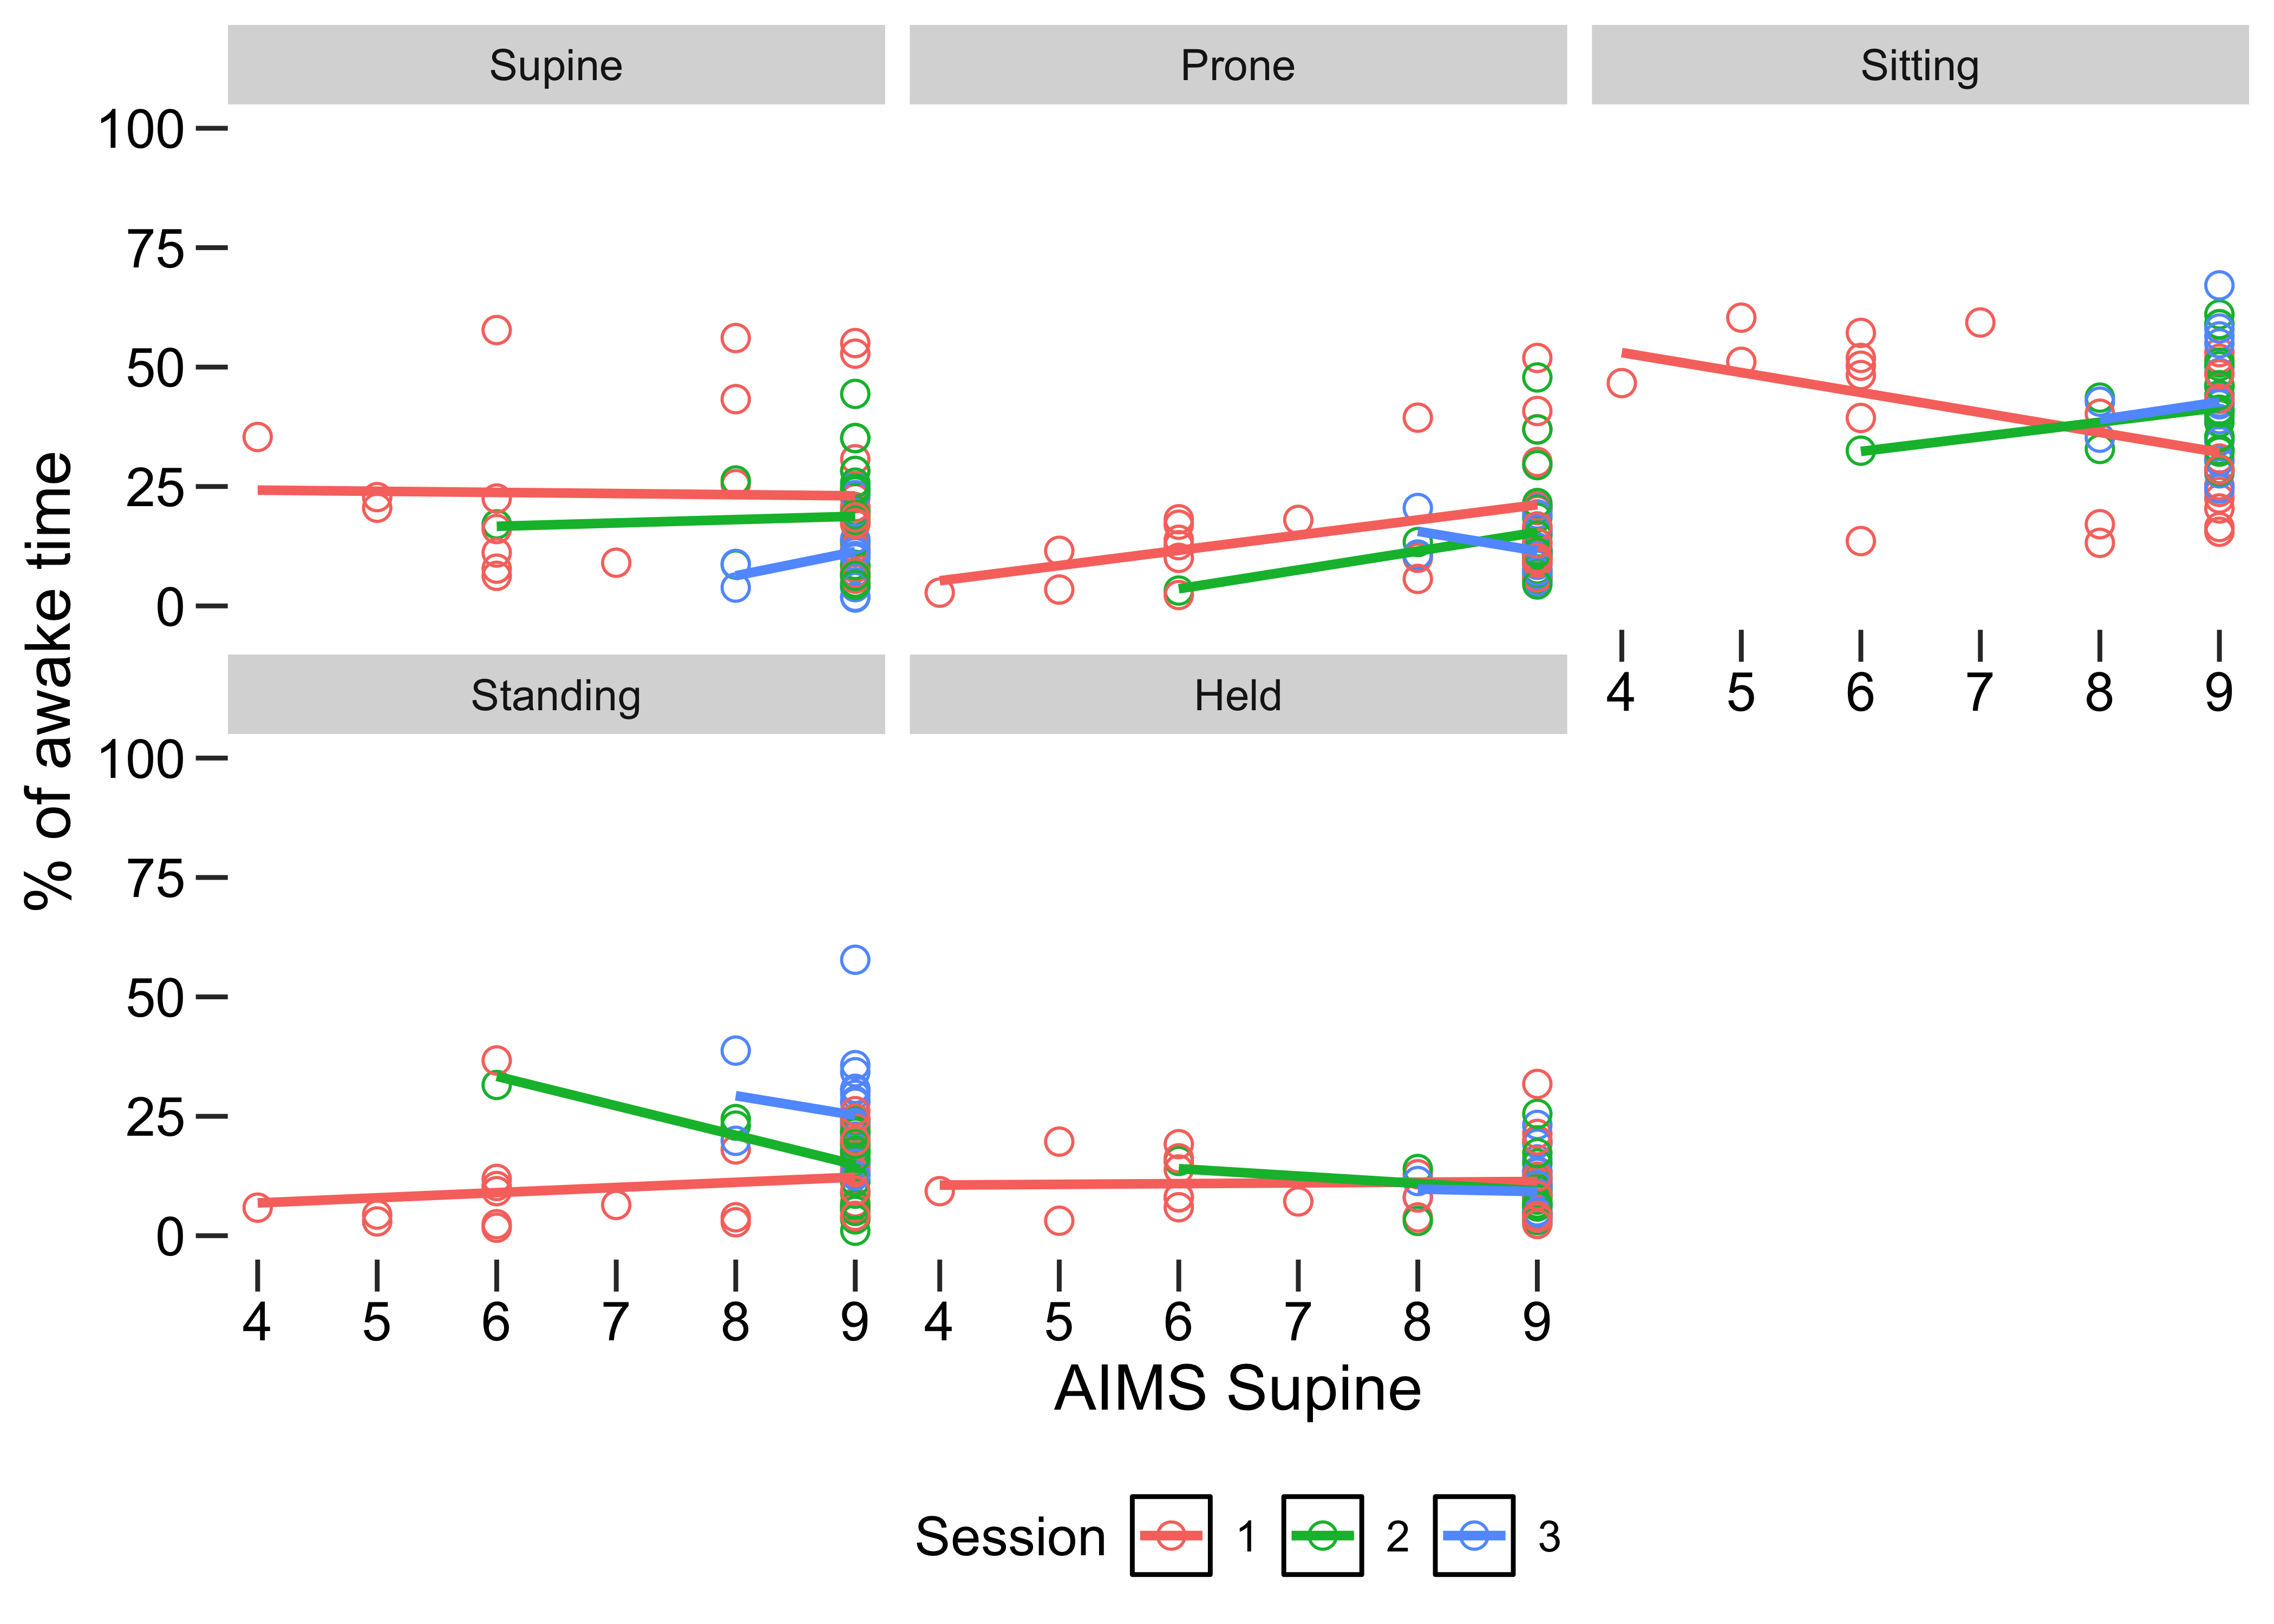 Supine Prone Sitting
100
75
50
25
0
4 5 6 7 8 9
% of awake time
Standing Held
100
75
50
25
0
4 5 6 7 8 9 4 5 6 7 8 9
AIMS Supine
Session 1 2 3